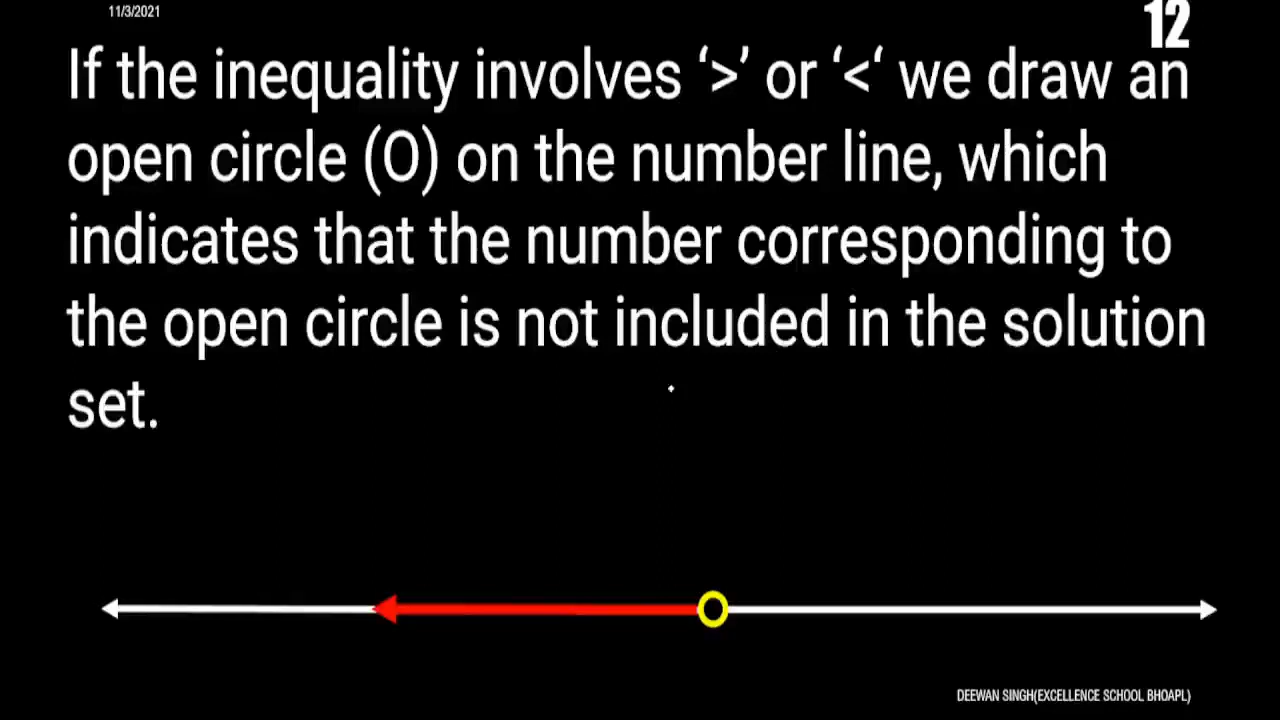 11/3/2021
12
If the inequality involves ‘>’ or ‘<‘ we draw an
open circle (O) on the number line, which
indicates that the number corresponding to
the open circle is not included in the solution
set.
DEEWAN SINGH(EXCELLENCE SCHOOL BHOAPL)